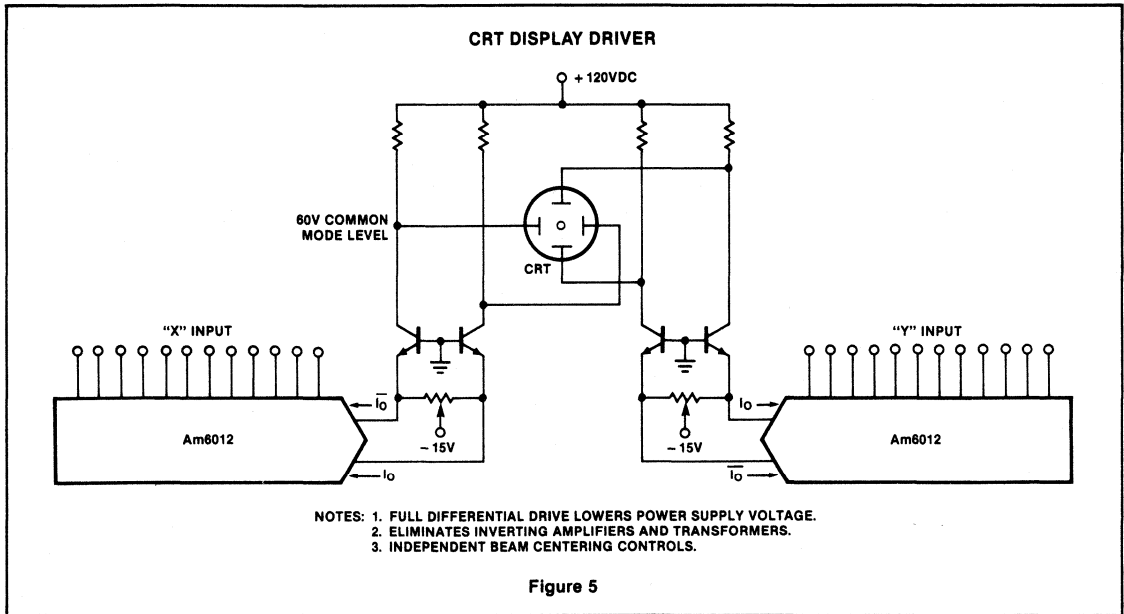 CRT DISPLAY DRIVER
+ 120VDC
60V COMMON
MODE LEVEL
CRT
"X" INPUT
"Y" INPUT
Am6012
I̅O̅
IO
– 15V
– 15V
IO
I̅O̅
Am6012
NOTES: 1. FULL DIFFERENTIAL DRIVE LOWERS POWER SUPPLY VOLTAGE.
2. ELIMINATES INVERTING AMPLIFIERS AND TRANSFORMERS.
3. INDEPENDENT BEAM CENTERING CONTROLS.
Figure 5